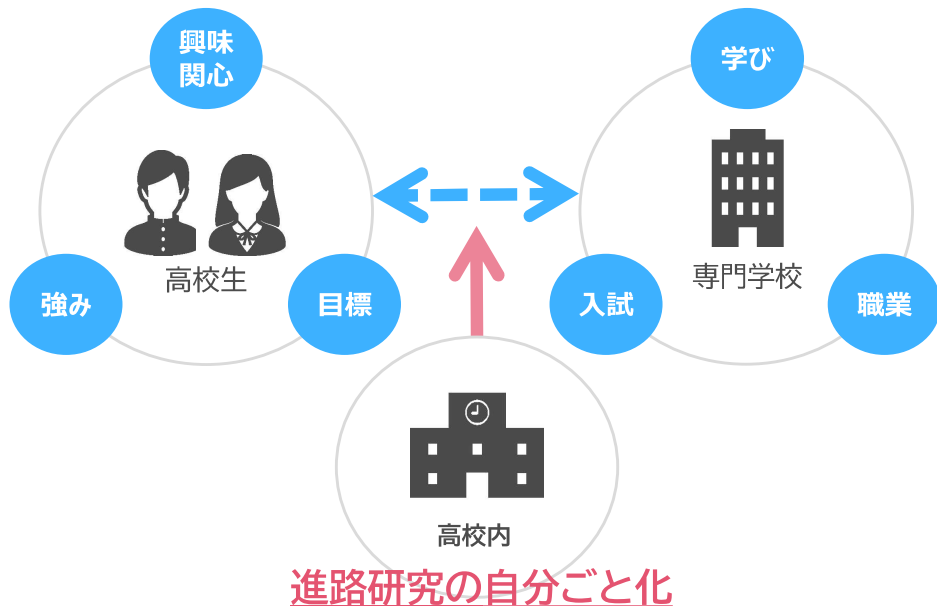 興味
関心
高校生
強み
目標
学び
専門学校
入試
職業
高校内
進路研究の自分ごと化